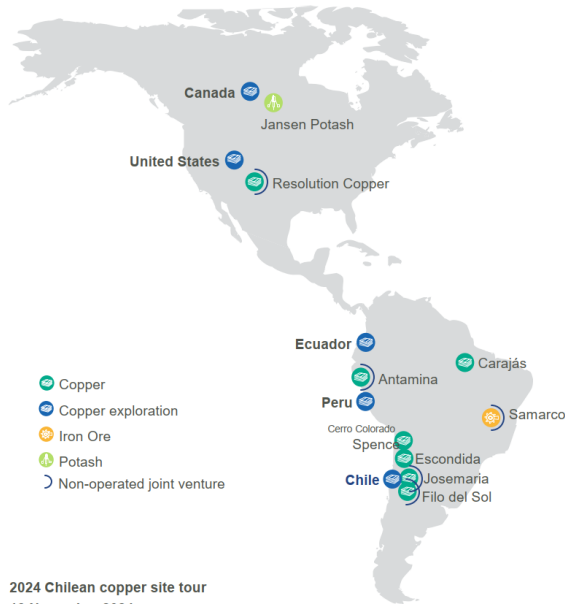 Canada
Jansen Potash
United States
Resolution Copper
Ecuador
Carajás
Antamina
Copper
Peru
Copper exploration
Samarco
Cerro Colorado
Iron Ore
Spence
Escondida
Potash
Chile
Josemaria
Non-operated joint venture
Filo del Sol
2024 Chilean copper site tour